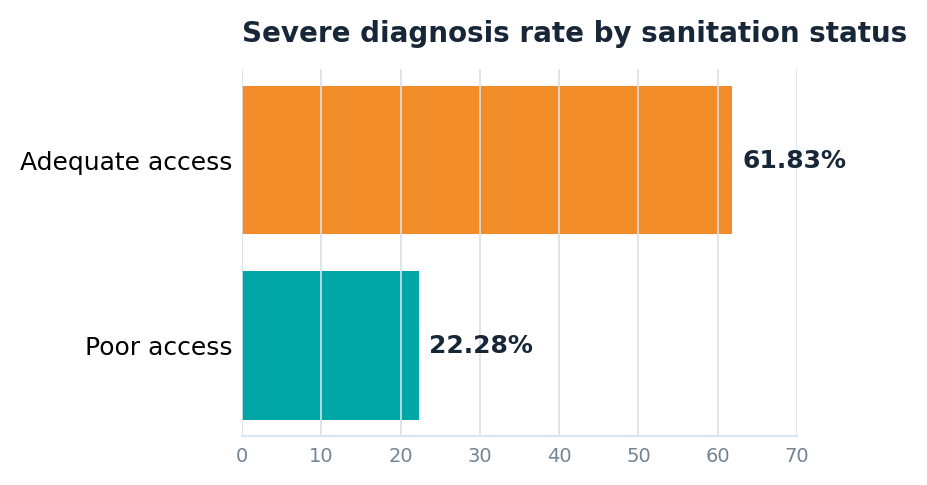 Severe diagnosis rate by sanitation status
Adequate access
61.83%
Poor access
22.28%
0 10 20 30 40 50 60 70